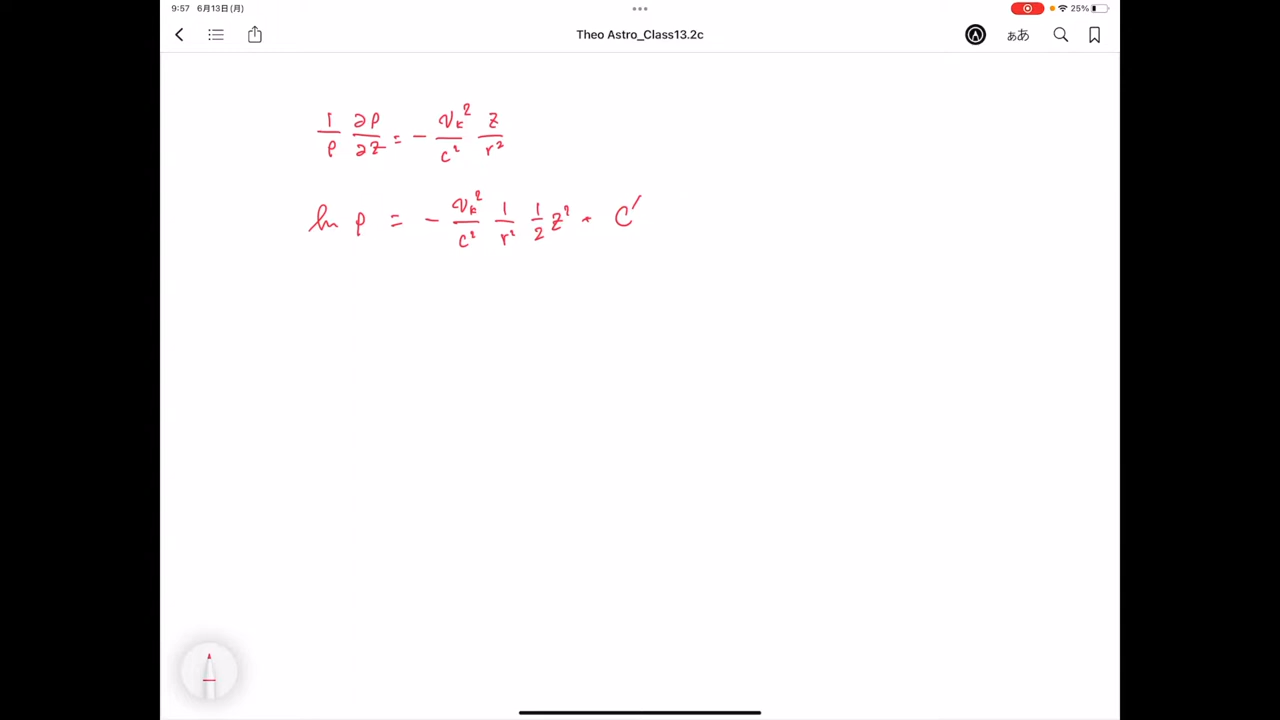 9:57 6月13日(月)
25%
Theo Astro_Class13.2c
ぁあ
1/ρ ∂ρ/∂z = - v_k²/c² z/r²
ln ρ = - v_k²/c² 1/r² 1/2 z² + C′